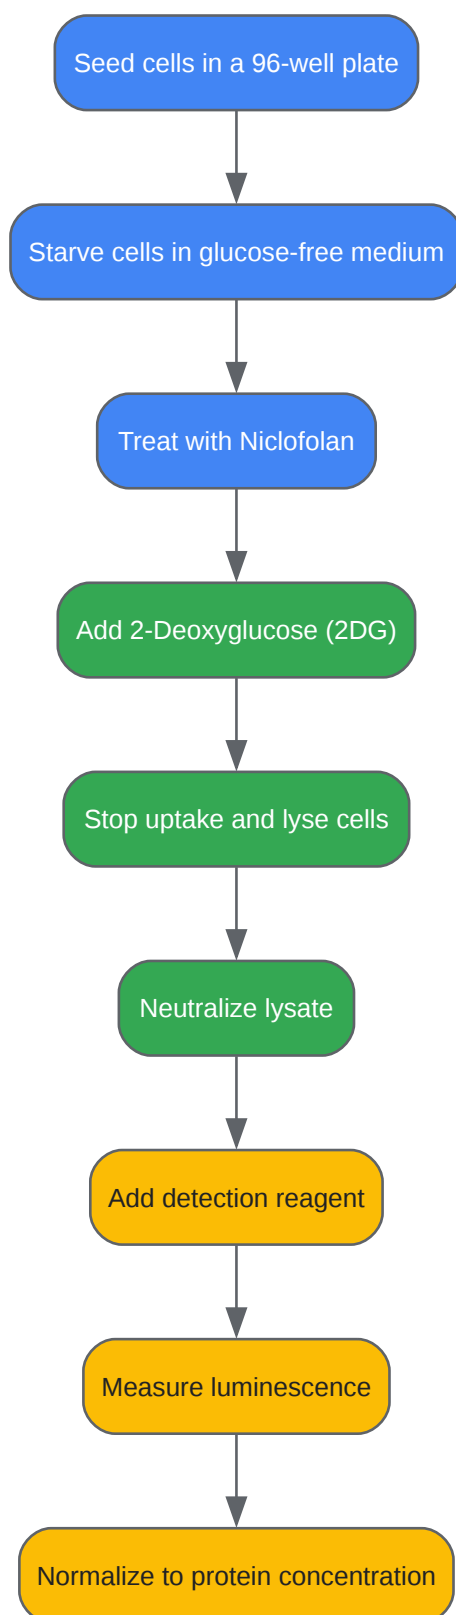 Seed cells in a 96-well plate
Starve cells in glucose-free medium
Treat with Niclofolan
Add 2-Deoxyglucose (2DG)
Stop uptake and lyse cells
Neutralize lysate
Add detection reagent
Measure luminescence
Normalize to protein concentration